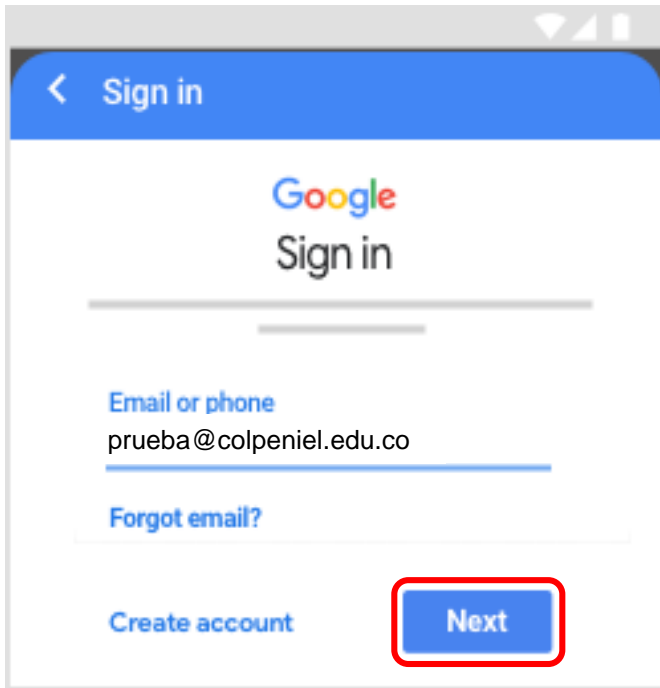 Sign in
Google
Sign in
Email or phone
prueba@colpeniel.edu.co
Forgot email?
Create account
Next